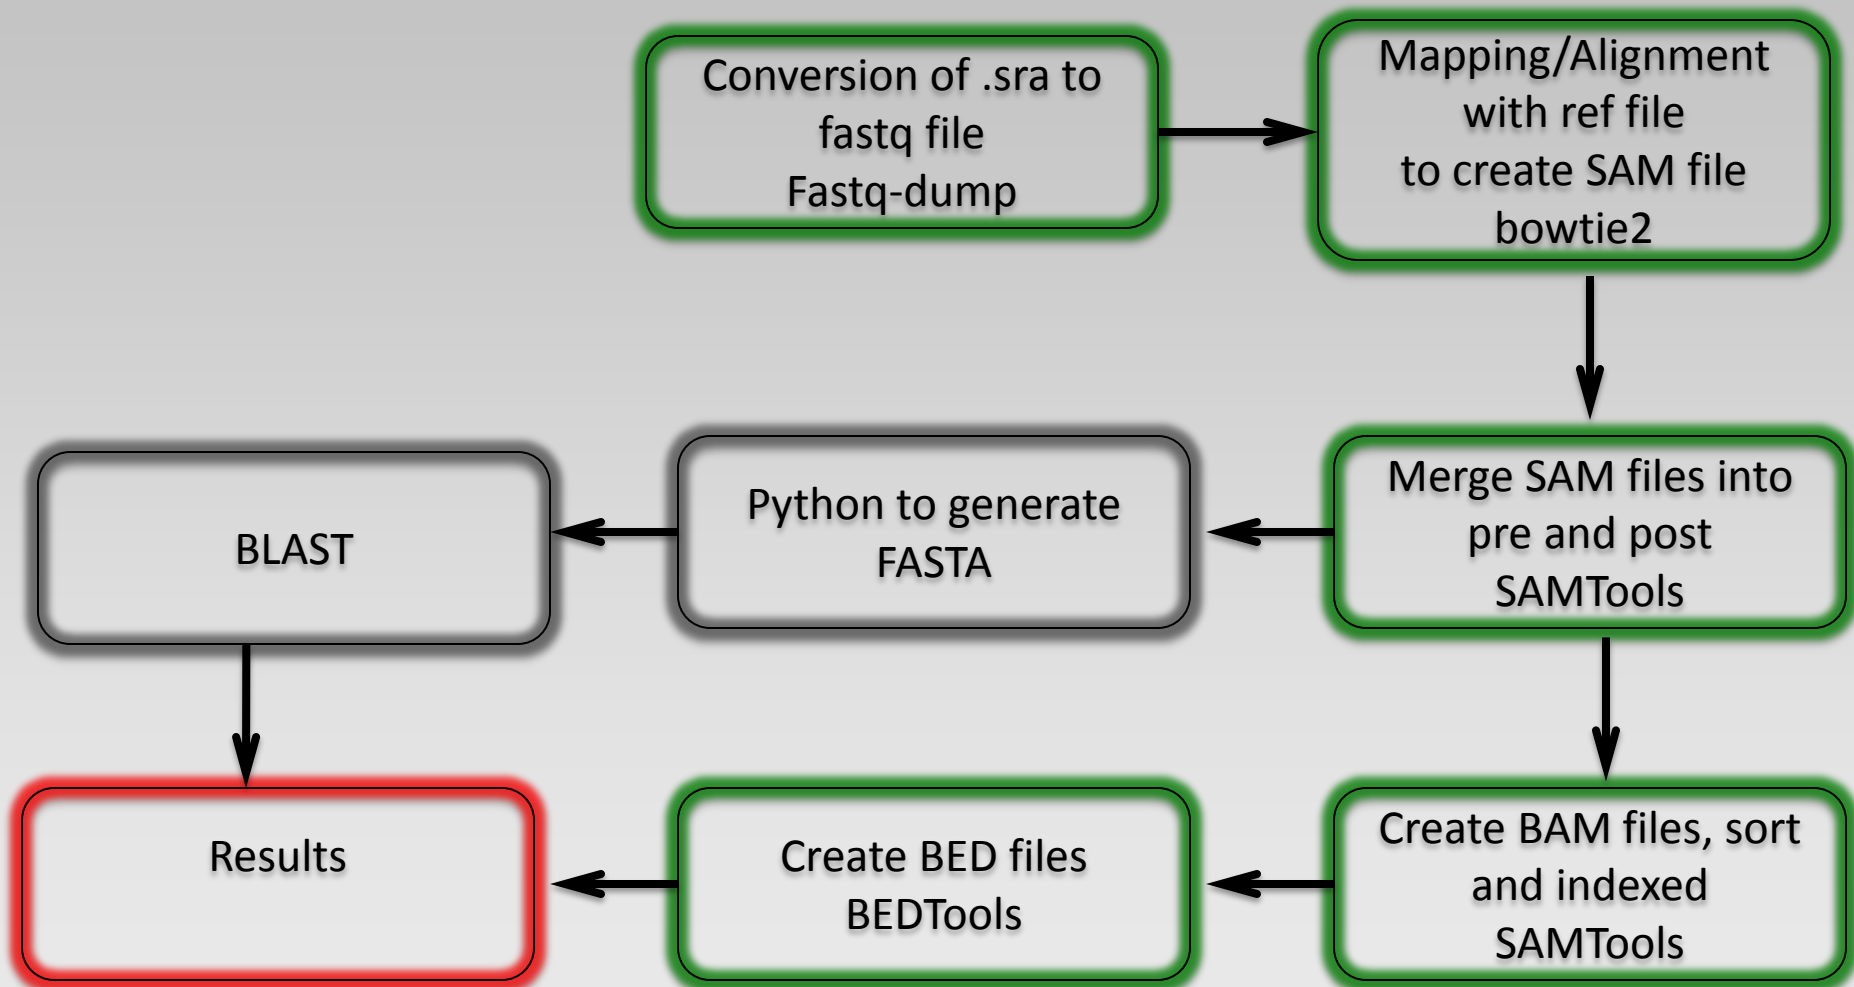 Conversion of .sra to
fastq file
Fastq-dump
Mapping/Alignment
with ref file
to create SAM file
bowtie2
Merge SAM files into
pre and post
SAMTools
Python to generate
FASTA
BLAST
Create BAM files, sort
and indexed
SAMTools
Create BED files
BEDTools
Results